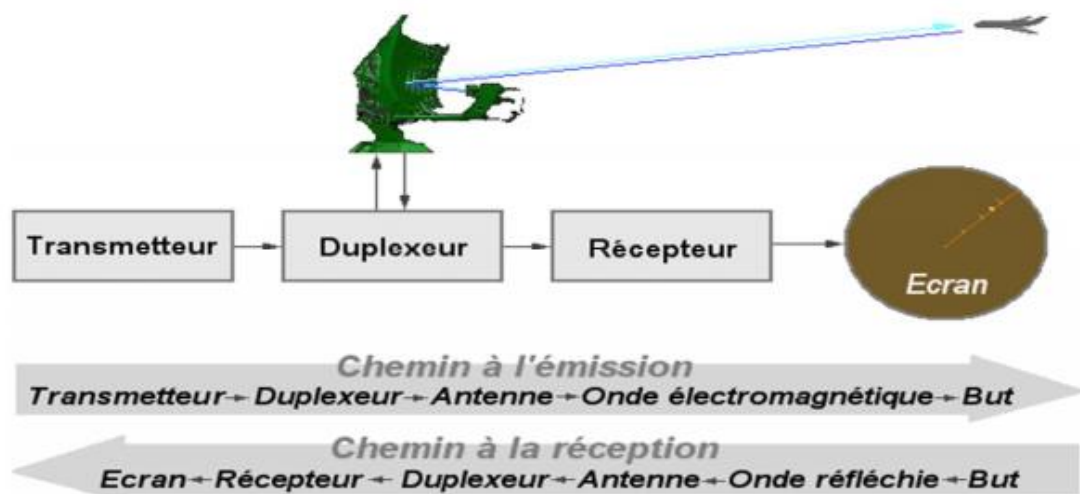 Transmetteur
Duplexeur
Récepteur
Ecran
Chemin à l'émission
Transmetteur→Duplexeur→Antenne→Onde électromagnétique→But
Chemin à la réception
Ecran←Récepteur←Duplexeur←Antenne←Onde réfléchie←But